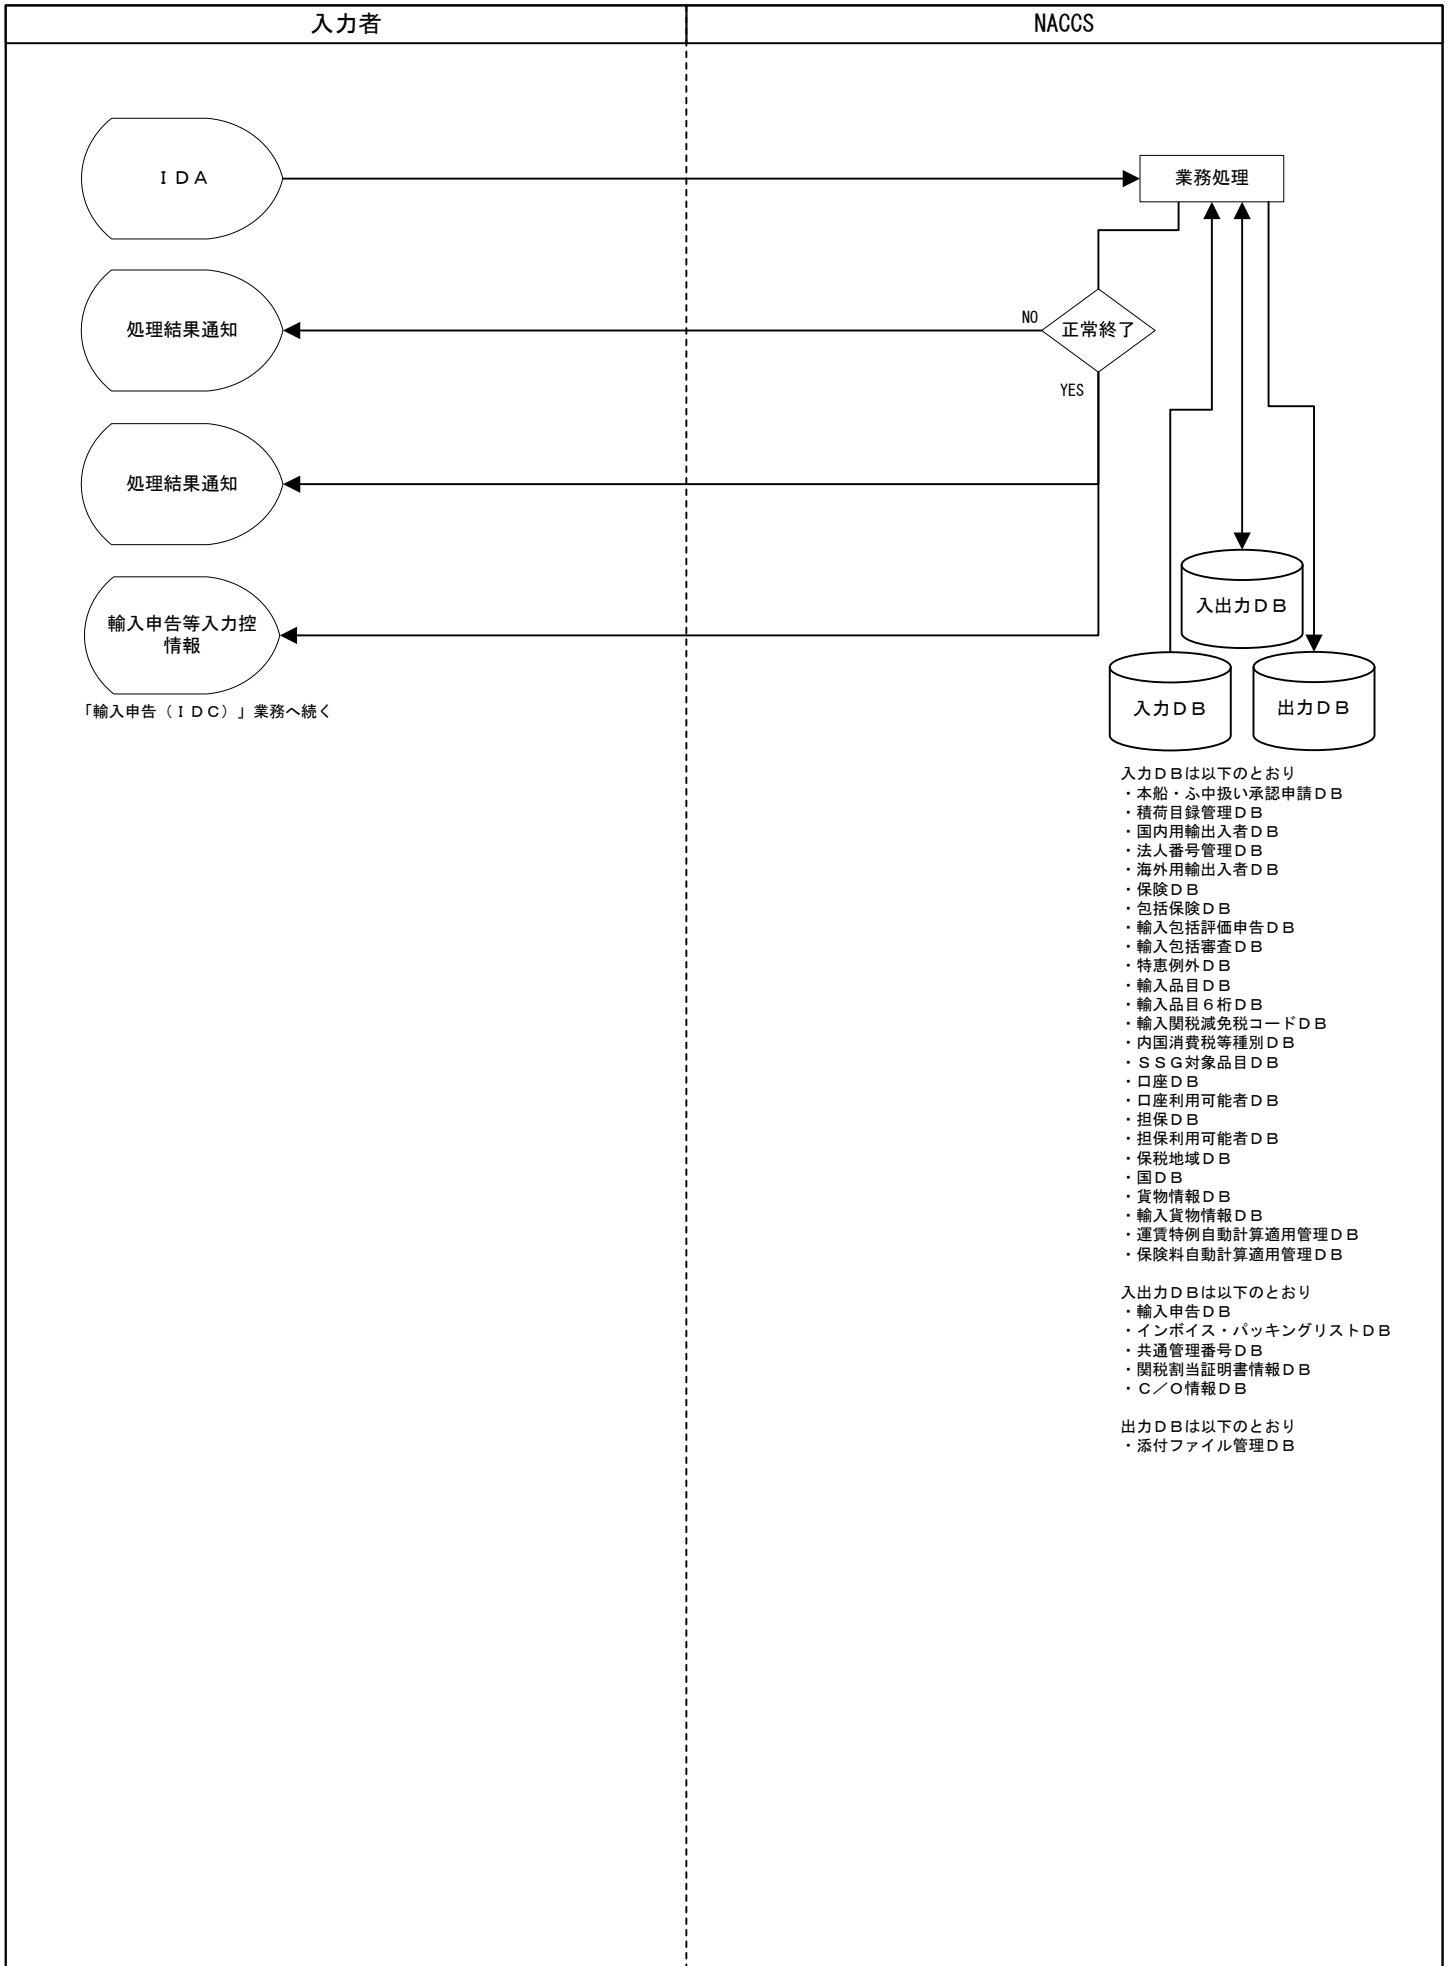 入力者
NACCS
ＩＤＡ
業務処理
処理結果通知
NO
正常終了
YES
処理結果通知
入出力ＤＢ
輸入申告等入力控
情報
入力ＤＢ
出力ＤＢ
「輸入申告（ＩＤＣ）」業務へ続く
入力ＤＢは以下のとおり
・本船・ふ中扱い承認申請ＤＢ
・積荷目録管理ＤＢ
・国内用輸出入者ＤＢ
・法人番号管理ＤＢ
・海外用輸出入者ＤＢ
・保険ＤＢ
・包括保険ＤＢ
・輸入包括評価申告ＤＢ
・輸入包括審査ＤＢ
・特恵例外ＤＢ
・輸入品目ＤＢ
・輸入品目６桁ＤＢ
・輸入関税減免税コードＤＢ
・内国消費税等種別ＤＢ
・ＳＳＧ対象品目ＤＢ
・口座ＤＢ
・口座利用可能者ＤＢ
・担保ＤＢ
・担保利用可能者ＤＢ
・保税地域ＤＢ
・国ＤＢ
・貨物情報ＤＢ
・輸入貨物情報ＤＢ
・運賃特例自動計算適用管理ＤＢ
・保険料自動計算適用管理ＤＢ
入出力ＤＢは以下のとおり
・輸入申告ＤＢ
・インボイス・パッキングリストＤＢ
・共通管理番号ＤＢ
・関税割当証明書情報ＤＢ
・Ｃ／Ｏ情報ＤＢ
出力ＤＢは以下のとおり
・添付ファイル管理ＤＢ